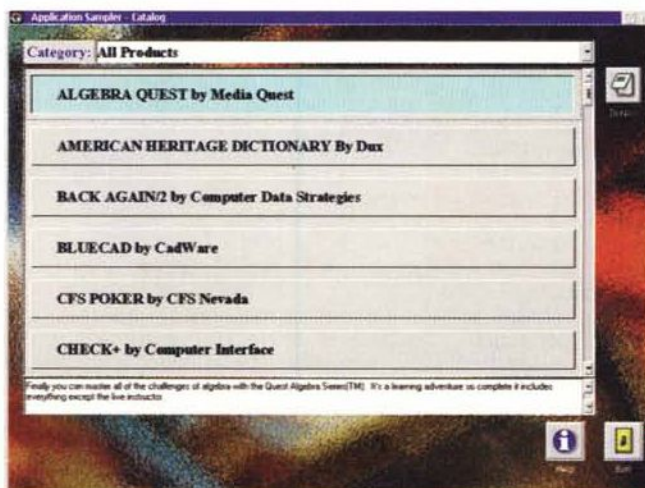 Application Sampler - Catalog
Category: All Products
ALGEBRA QUEST by Media Quest
AMERICAN HERITAGE DICTIONARY By Dux
BACK AGAIN/2 by Computer Data Strategies
BLUECAD by CadWare
CFS POKER by CFS Nevada
CHECK+ by Computer Interface
Finally you can master all of the challenges of algebra with the Quest Algebra Series(TM). It's a learning adventure so complete it includes
everything except the live instructor
Help
Exit